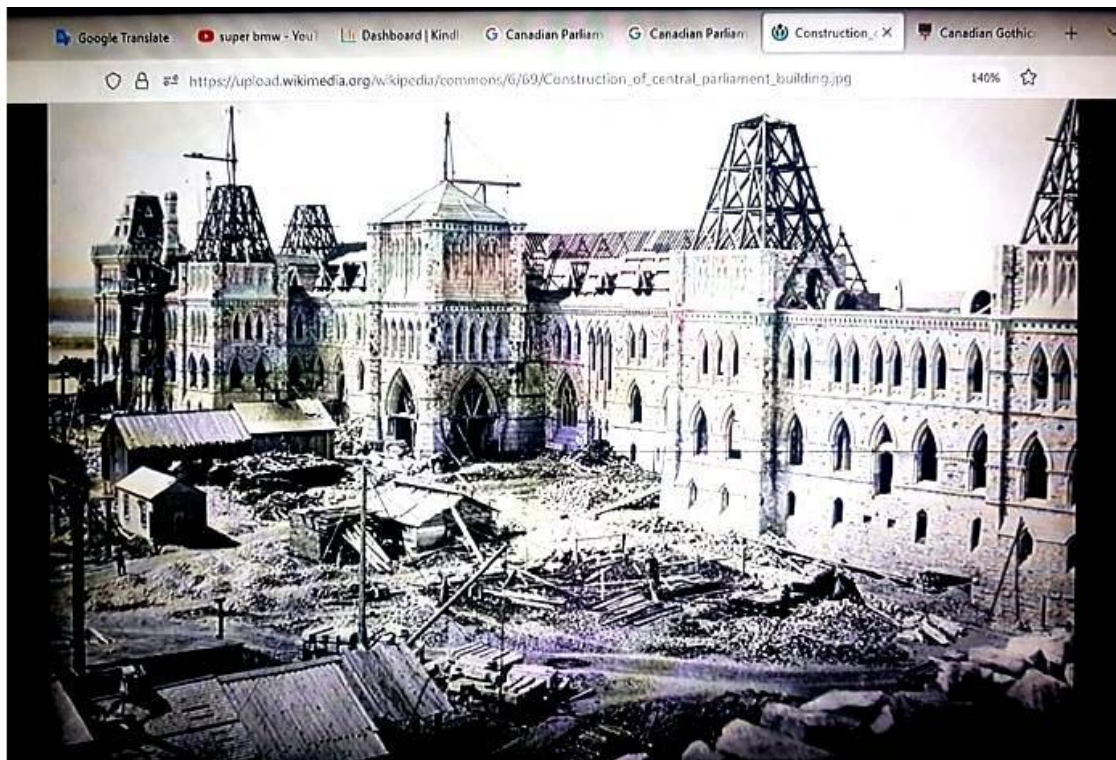 Google Translate super bmw - You Dashboard | Kindl Canadian Parliam Canadian Parliam Construction_ Canadian Gothic
https://upload.wikimedia.org/wikipedia/commons/6/69/Construction_of_central_parliament_building.jpg 140%